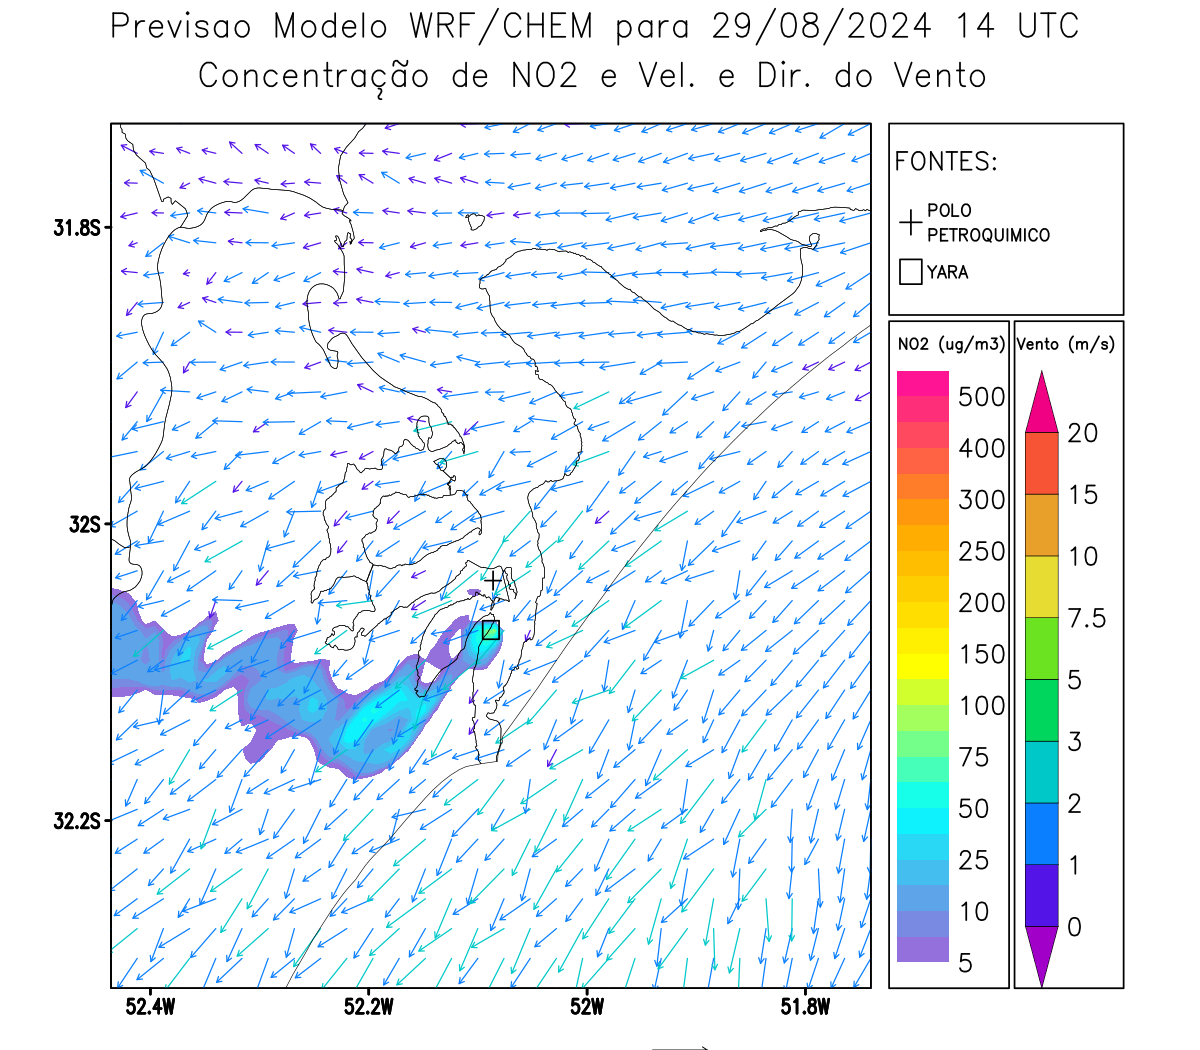 Previsao Modelo WRF/CHEM para 29/08/2024 14 UTC
Concentração de NO2 e Vel. e Dir. do Vento
FONTES:
POLO
PETROQUIMICO
YARA
31.8S
32S
32.2S
52.4W
52.2W
52W
51.8W
NO2 (ug/m3)
500
400
300
250
200
150
100
75
50
25
10
5
Vento (m/s)
20
15
10
7.5
5
3
2
1
0